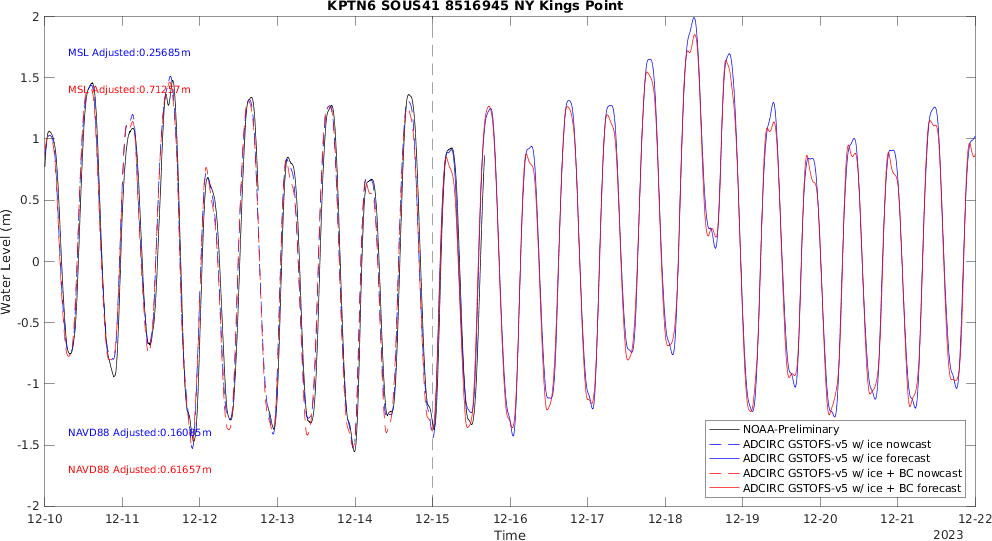 KPTN6 SOUS41 8516945 NY Kings Point
2
1.5
1
0.5
0
-0.5
-1
-1.5
-2
Water Level (m)
MSL Adjusted:0.25685m
MSL Adjusted:0.71257m
NAVD88 Adjusted:0.16085m
NAVD88 Adjusted:0.61657m
NOAA-Preliminary
ADCIRC GSTOFS-v5 w/ ice nowcast
ADCIRC GSTOFS-v5 w/ ice forecast
ADCIRC GSTOFS-v5 w/ ice + BC nowcast
ADCIRC GSTOFS-v5 w/ ice + BC forecast
12-10 12-11 12-12 12-13 12-14 12-15 12-16 12-17 12-18 12-19 12-20 12-21 12-22
Time
2023